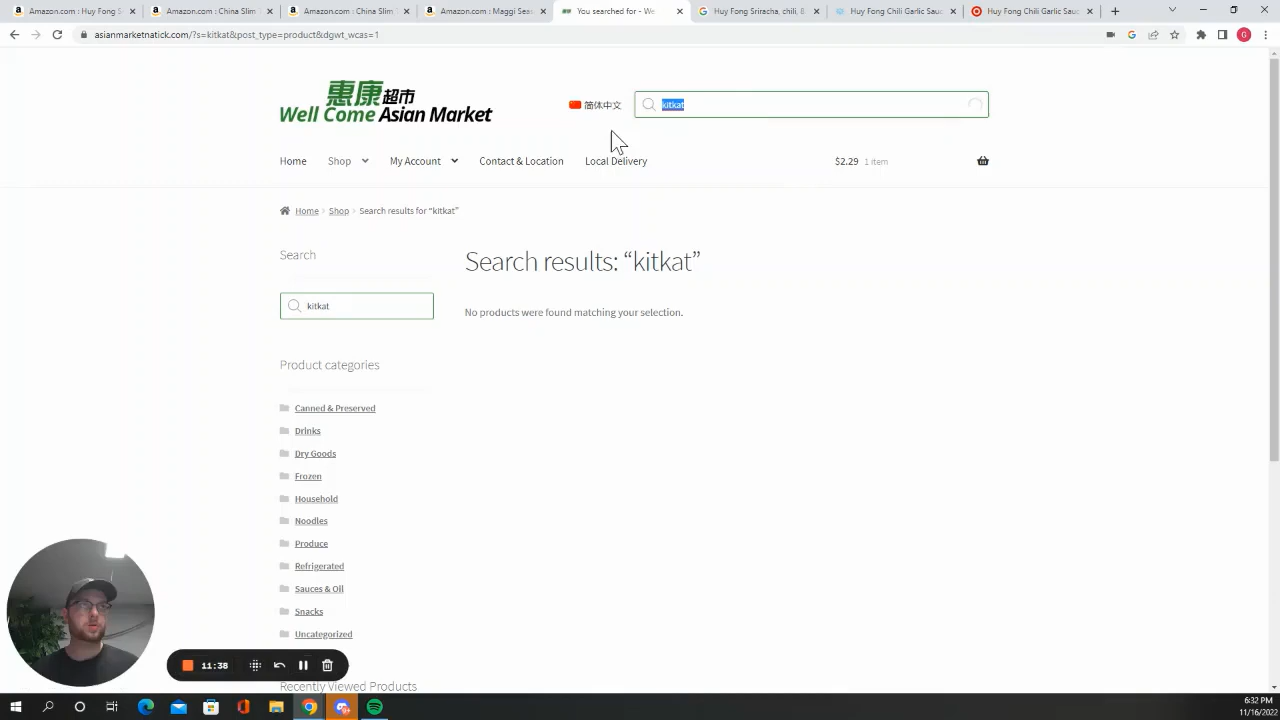 Amazon.com : Huy Fong S
Amazon.com : China Slim
Amazon.com : China Slim
Amazon.com : Maggi Sea
You searched for - We
Huy Fong Sriracha, chili, &
Huy Fong Chili Garlic Sauc
Huy Fong Chili Garlic Sau
asianmarketnatick.com/?s=kitkat&post_type=product&dgwt_wcas=1
G
惠康超市
Well Come Asian Market
简体中文
kitkat
Home
Shop
My Account
Contact & Location
Local Delivery
$2.29 1 item
Home > Shop > Search results for “kitkat”
Search
Search results: “kitkat”
kitkat
No products were found matching your selection.
Product categories
Canned & Preserved
Drinks
Dry Goods
Frozen
Household
Noodles
Produce
Refrigerated
Sauces & Oil
Snacks
Uncategorized
11:38
Recently Viewed Products
6:32 PM
11/16/2022